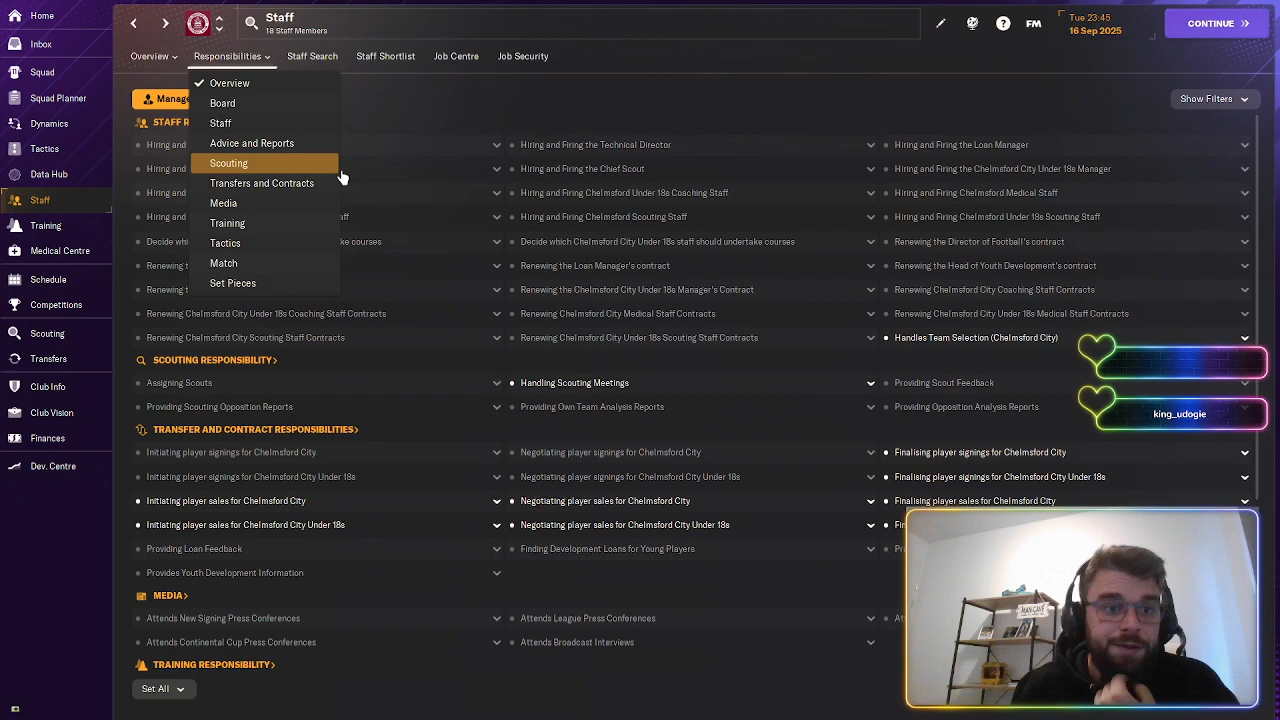 Home
Staff
18 Staff Members
FM
Tue 23:45
16 Sep 2025
CONTINUE
Inbox
Overview
Responsibilities
Staff Search
Staff Shortlist
Job Centre
Job Security
Squad
Squad Planner
Dynamics
Tactics
Data Hub
Staff
Training
Medical Centre
Schedule
Competitions
Scouting
Transfers
Club Info
Club Vision
Finances
Dev. Centre
Overview
Board
Staff
Advice and Reports
Scouting
Transfers and Contracts
Media
Training
Tactics
Match
Set Pieces
Show Filters
Hiring and Hiring and Firing the Technical Director Hiring and Firing the Loan Manager
Hiring and Hiring and Firing the Chief Scout Hiring and Firing the Chelmsford City Under 18s Manager
Hiring and Hiring and Firing Chelmsford City Under 18s Coaching Staff Hiring and Firing Chelmsford City Medical Staff
Hiring and Hiring and Firing Chelmsford City Scouting Staff Hiring and Firing Chelmsford City Under 18s Scouting Staff
Decide which Chelmsford City Under 18s staff should undertake courses Renewing the Director of Football's contract
Renewing Renewing the Loan Manager's contract Renewing the Head of Youth Development's contract
Renewing the Chelmsford City Under 18s Manager's Contract Renewing Chelmsford City Coaching Staff Contracts
Renewing Chelmsford City Under 18s Coaching Staff Contracts Renewing Chelmsford City Medical Staff Contracts Renewing Chelmsford City Under 18s Medical Staff Contracts
Renewing Chelmsford City Scouting Staff Contracts Renewing Chelmsford City Under 18s Scouting Staff Contracts Handles Team Selection (Chelmsford City)
SCOUTING RESPONSIBILITY
Assigning Scouts Handling Scouting Meetings Providing Scout Feedback
Providing Scouting Opposition Reports Providing Own Team Analysis Reports Providing Opposition Analysis Reports
king_udogie
TRANSFER AND CONTRACT RESPONSIBILITIES
Initiating player signings for Chelmsford City Negotiating player signings for Chelmsford City Finalising player signings for Chelmsford City
Initiating player signings for Chelmsford City Under 18s Negotiating player signings for Chelmsford City Under 18s Finalising player signings for Chelmsford City Under 18s
Initiating player sales for Chelmsford City Negotiating player sales for Chelmsford City Finalising player sales for Chelmsford City
Initiating player sales for Chelmsford City Under 18s Negotiating player sales for Chelmsford City Under 18s
Providing Loan Feedback Finding Development Loans for Young Players
Provides Youth Development Information
MEDIA
Attends New Signing Press Conferences Attends League Press Conferences
Attends Continental Cup Press Conferences Attends Broadcast Interviews
TRAINING RESPONSIBILITY
Set All
MAN CAVE